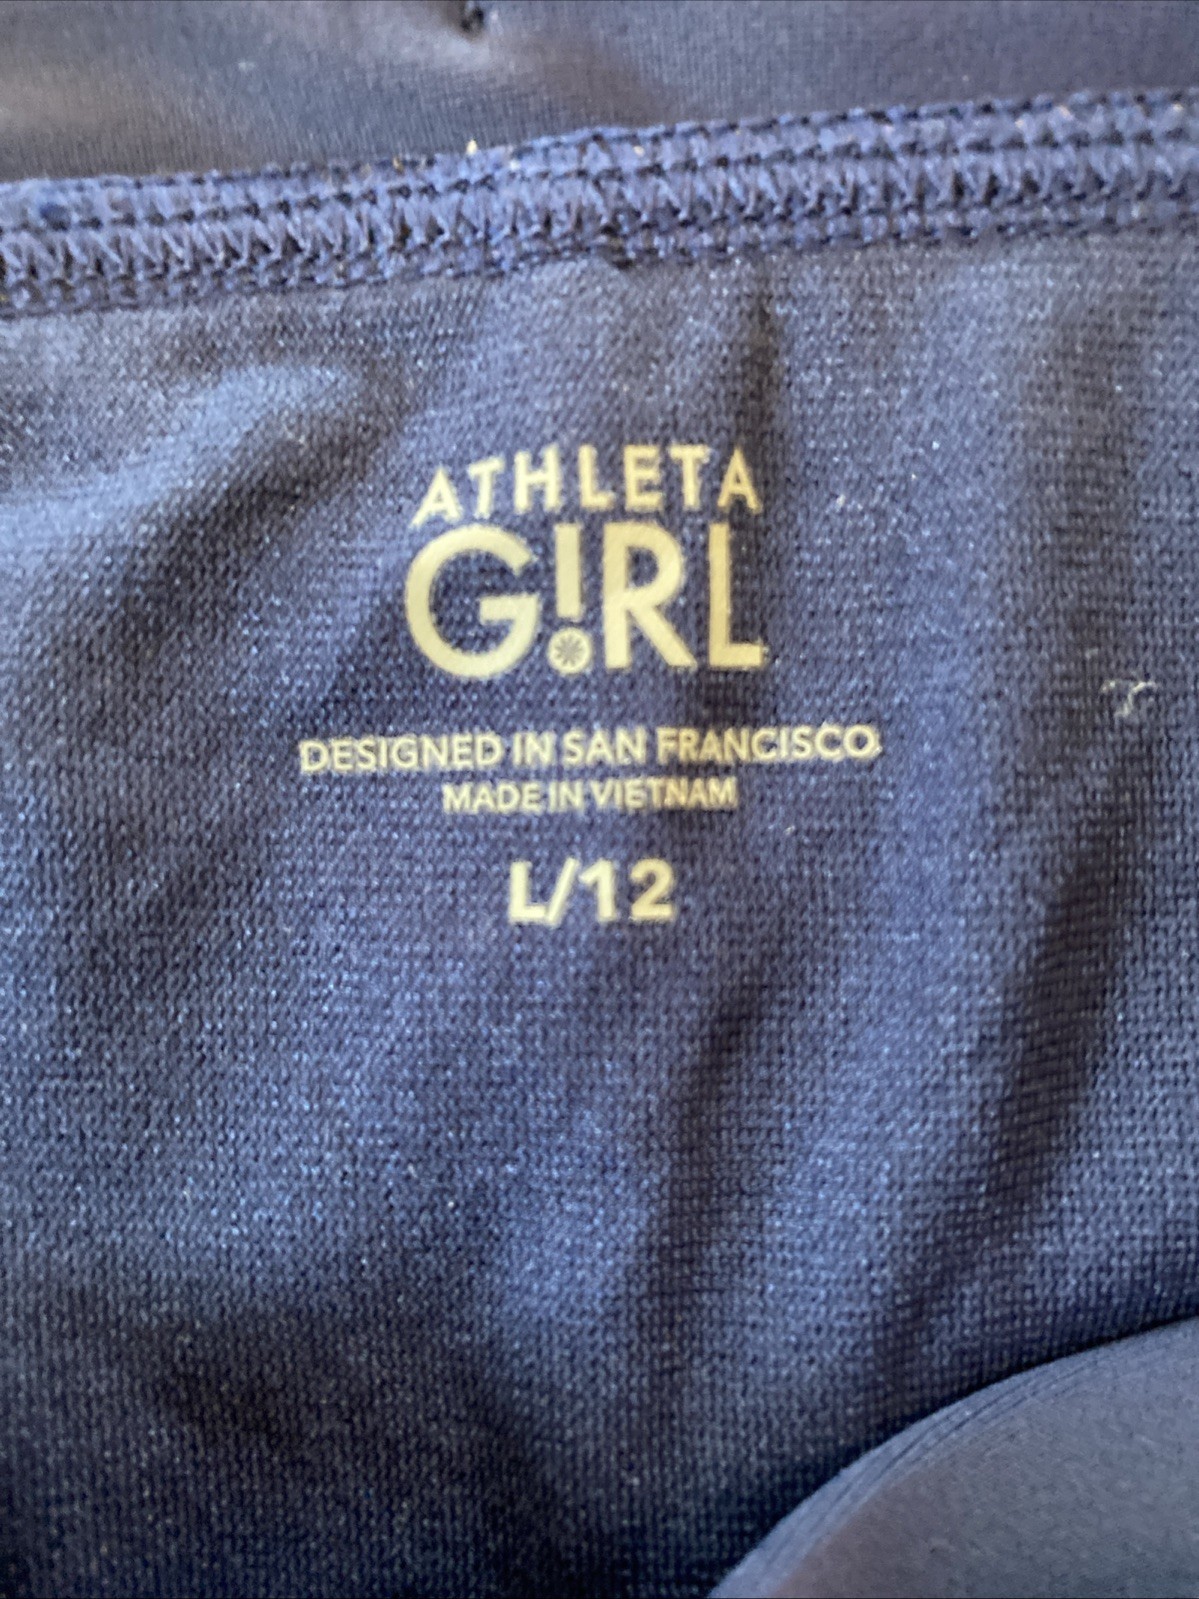 ATHLETA
G!RL
DESIGNED IN SAN FRANCISCO
MADE IN VIETNAM
L/12